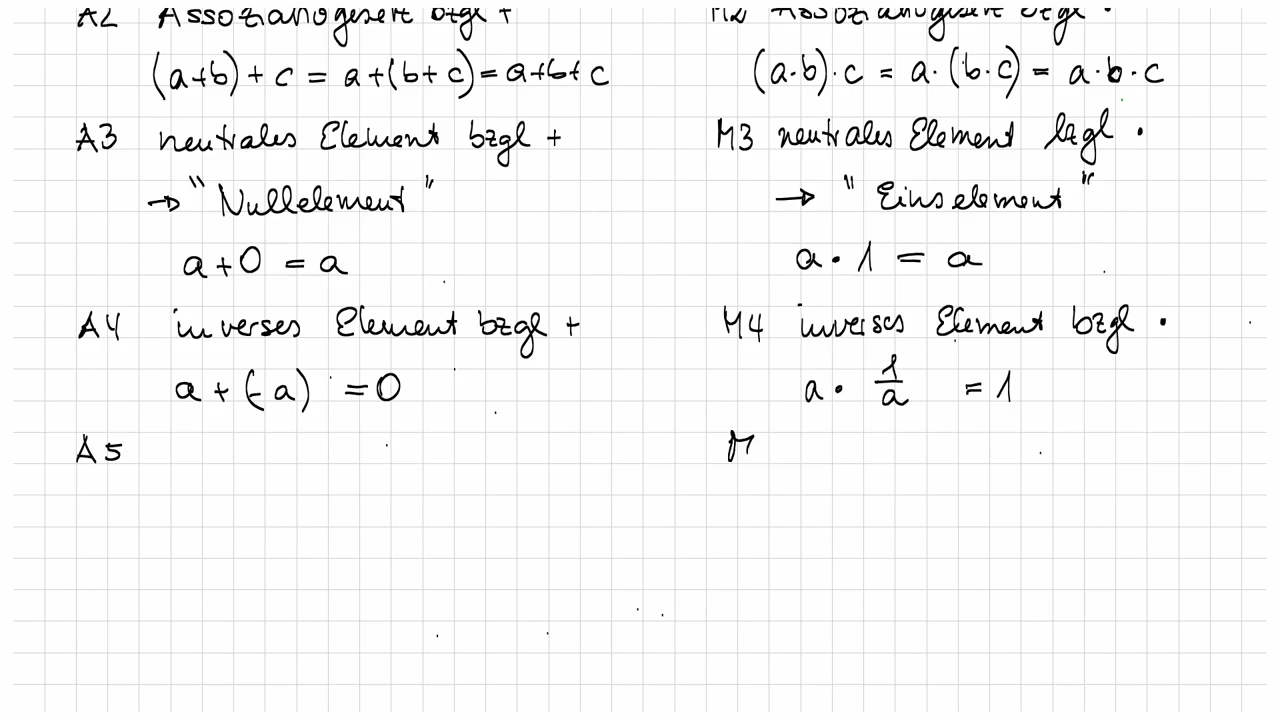 A2 Assoziativgesetz bzgl +
(a+b)+c = a+(b+c) = a+b+c
A3 neutrales Element bzgl +
→ "Nullelement"
a+0 = a
A4 inverses Element bzgl +
a + (-a) = 0
A5
M2 Assoziativgesetz bzgl ·
(a·b)·c = a·(b·c) = a·b·c
M3 neutrales Element bzgl ·
→ "Einselement"
a·1 = a
M4 inverses Element bzgl ·
a · 1/a = 1
M